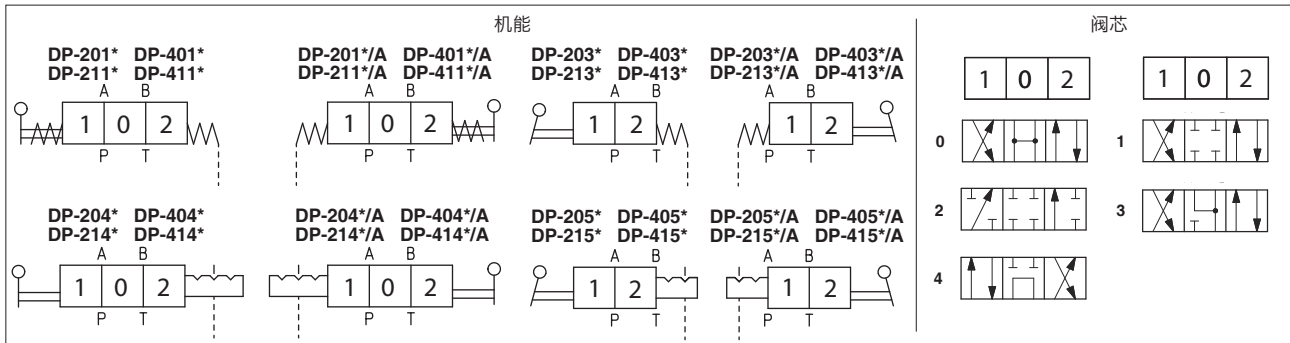 机能
阀芯
DP-201* DP-401*
DP-211* DP-411*
A B
1 0 2
P T
DP-201*/A DP-401*/A
DP-211*/A DP-411*/A
A B
1 0 2
P T
DP-203* DP-403*
DP-213* DP-413*
A B
1 2
P T
DP-203*/A DP-403*/A
DP-213*/A DP-413*/A
A B
1 2
P T
DP-204* DP-404*
DP-214* DP-414*
A B
1 0 2
P T
DP-204*/A DP-404*/A
DP-214*/A DP-414*/A
A B
1 0 2
P T
DP-205* DP-405*
DP-215* DP-415*
A B
1 2
P T
DP-205*/A DP-405*/A
DP-215*/A DP-415*/A
A B
1 2
P T
1 0 2
1 0 2
0
1
2
3
4